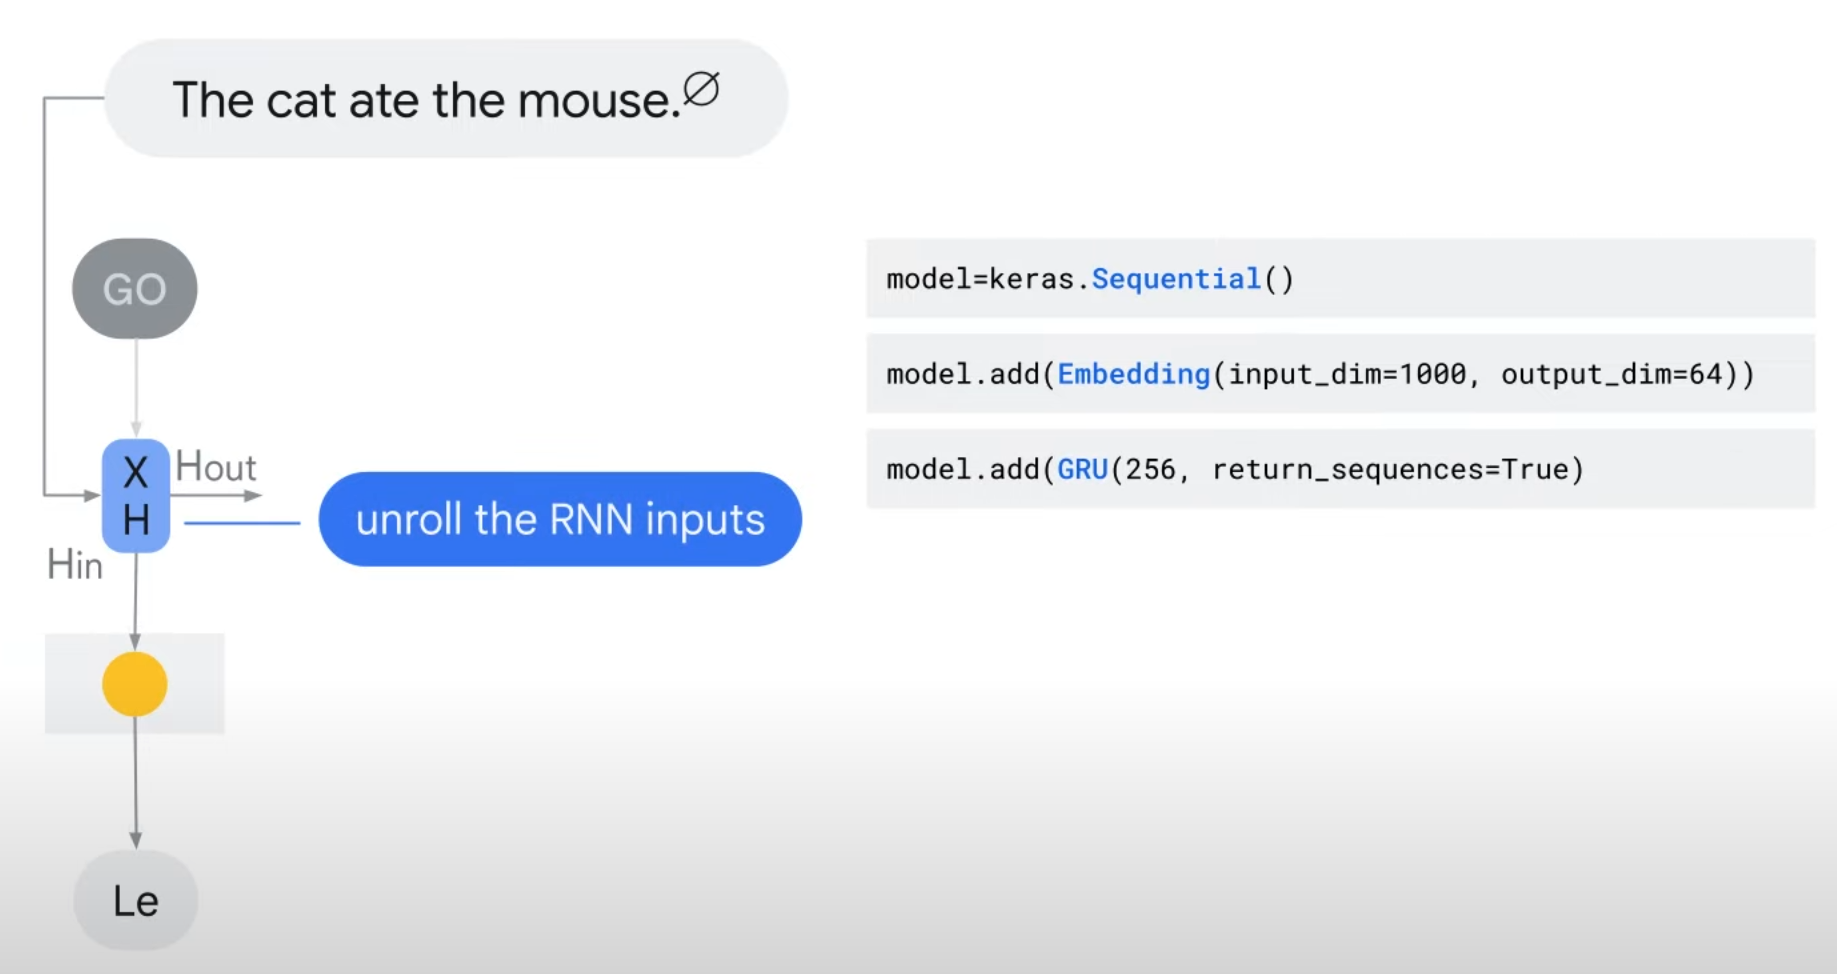 The cat ate the mouse.∅
GO
model=keras.Sequential()
model.add(Embedding(input_dim=1000, output_dim=64))
model.add(GRU(256, return_sequences=True)
X
Hout
H
unroll the RNN inputs
Hin
Le